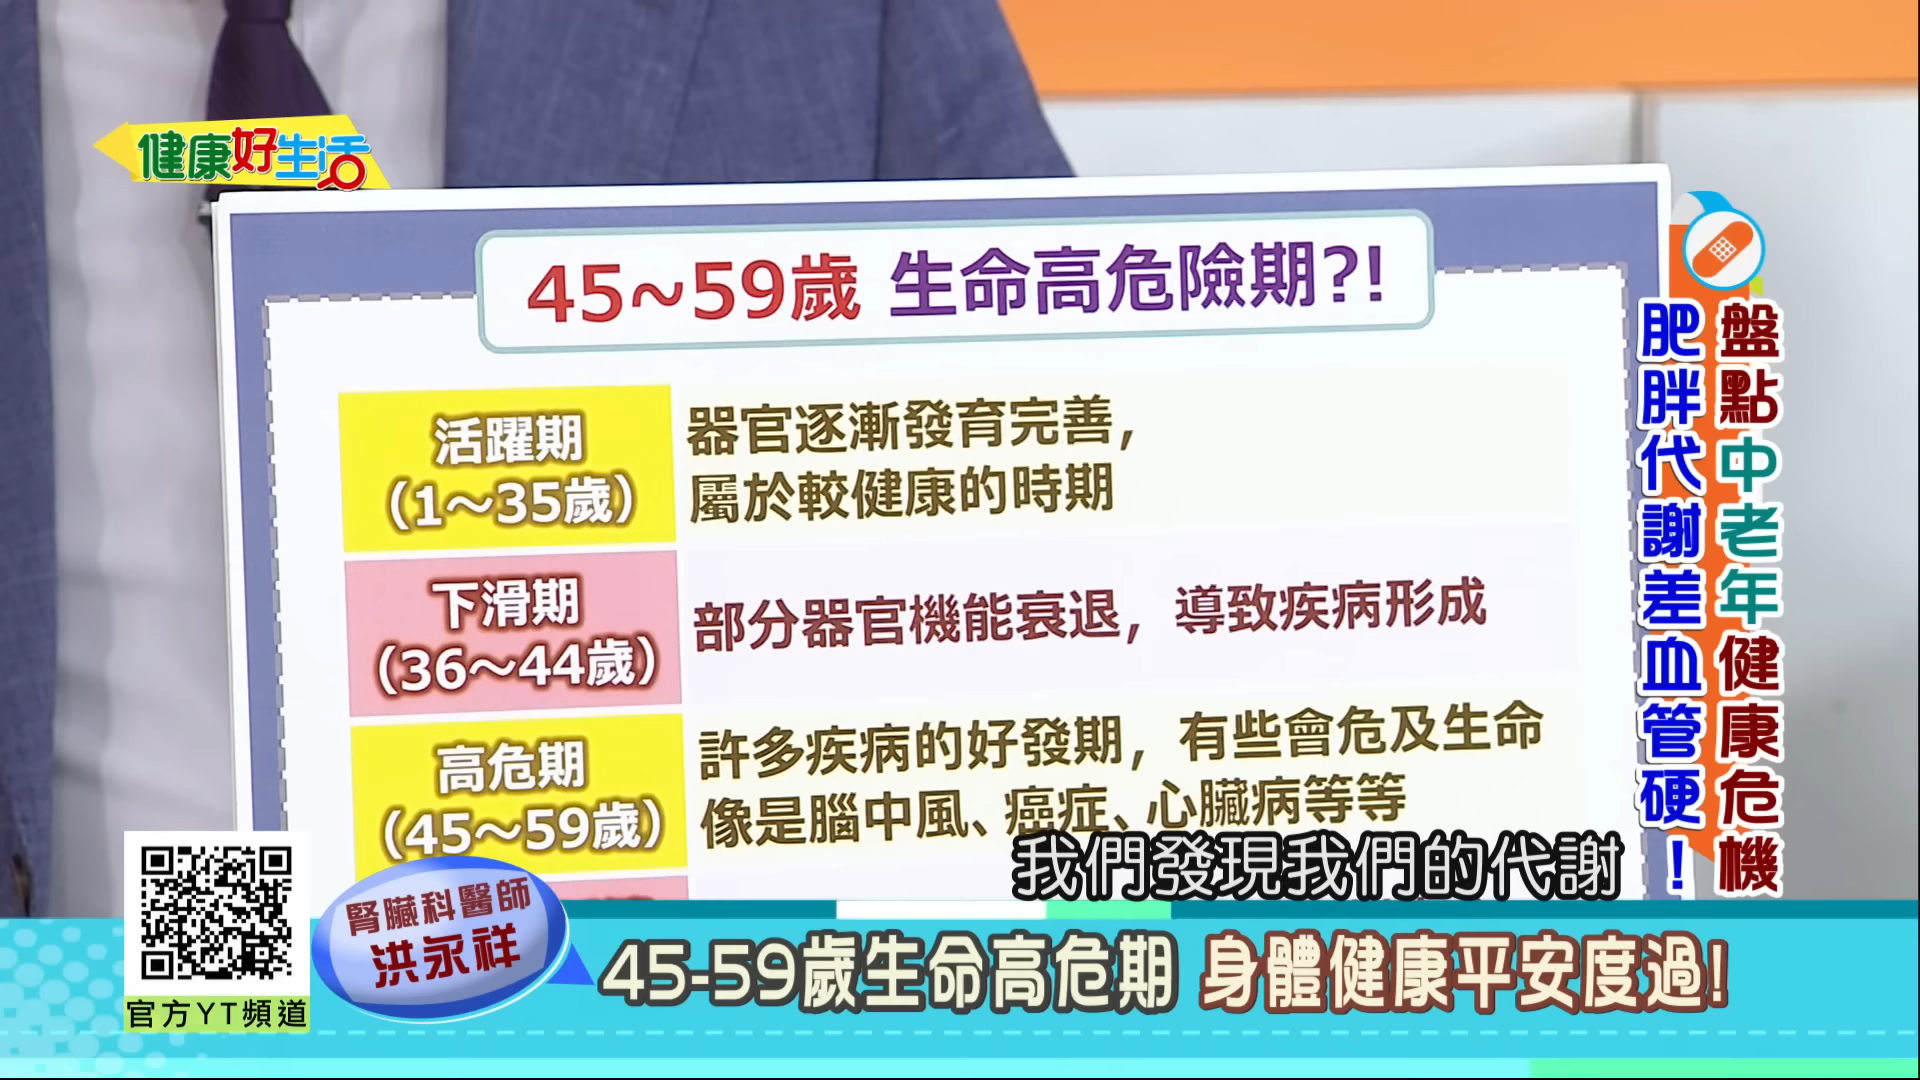 健康好生活
45~59歲 生命高危險期?!
活躍期
(1～35歲)
器官逐漸發育完善，
屬於較健康的時期
下滑期
(36～44歲)
部分器官機能衰退，導致疾病形成
高危期
(45～59歲)
許多疾病的好發期，有些會危及生命
像是腦中風、癌症、心臟病等等
盤點中老年健康危機
肥胖代謝差血管硬！
我們發現我們的代謝
腎臟科醫師
洪永祥
45-59歲生命高危期 身體健康平安度過!
官方YT頻道